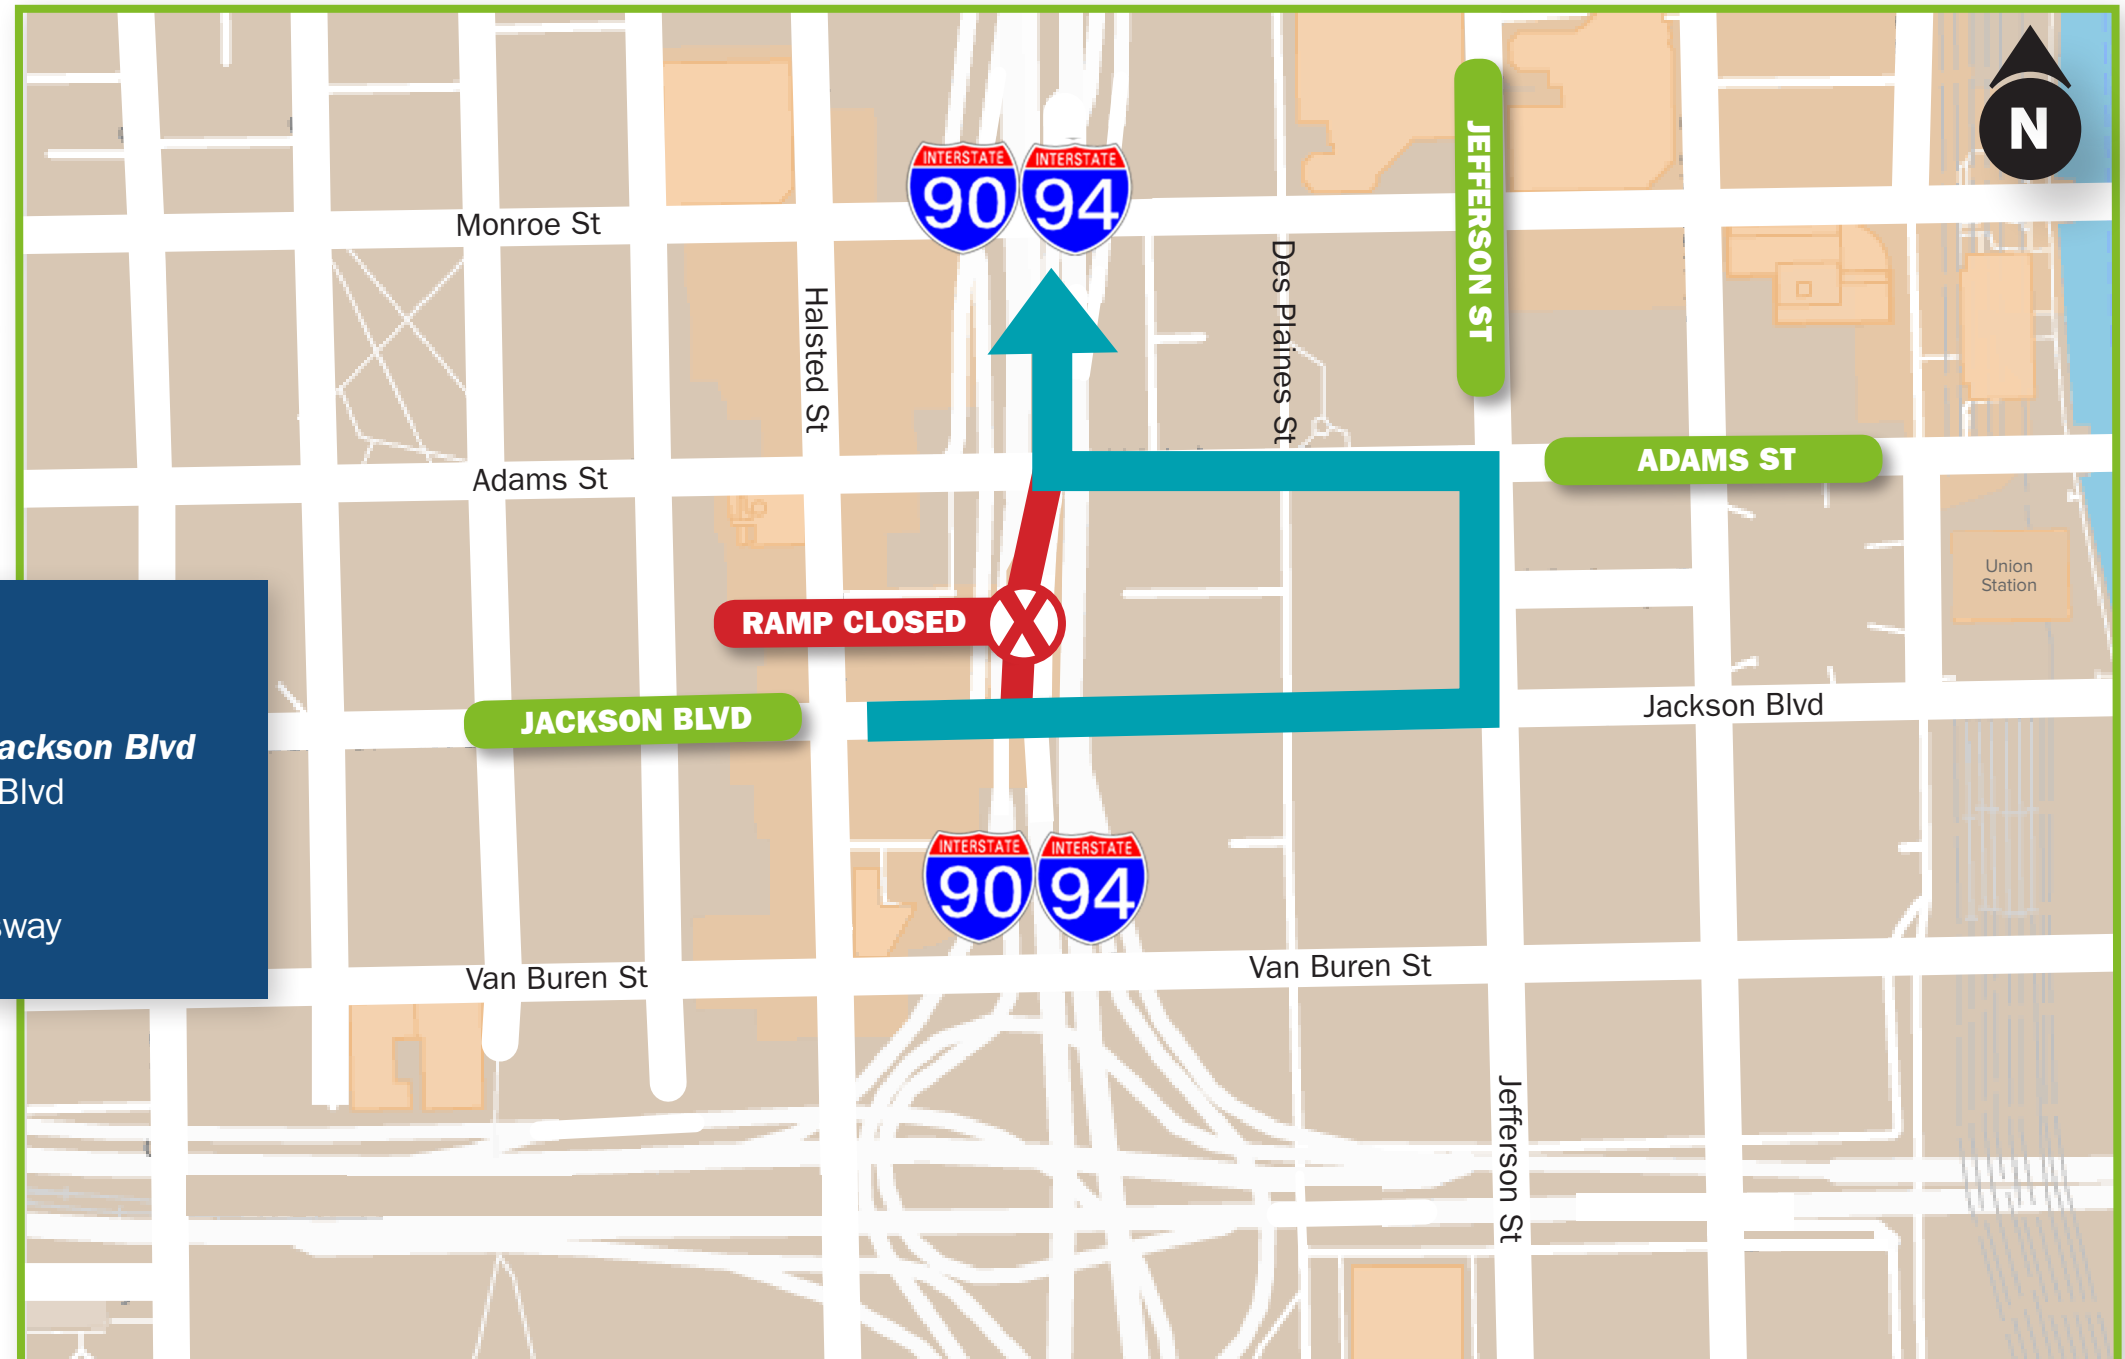 N
INTERSTATE
90
INTERSTATE
94
JEFFERSON ST
Monroe St
Des Plaines St
Halsted St
ADAMS ST
Adams St
Union
Station
RAMP CLOSED
X
JACKSON BLVD
Jackson Blvd
ackson Blvd
Blvd
sway
INTERSTATE
90
INTERSTATE
94
Van Buren St
Van Buren St
Jefferson St